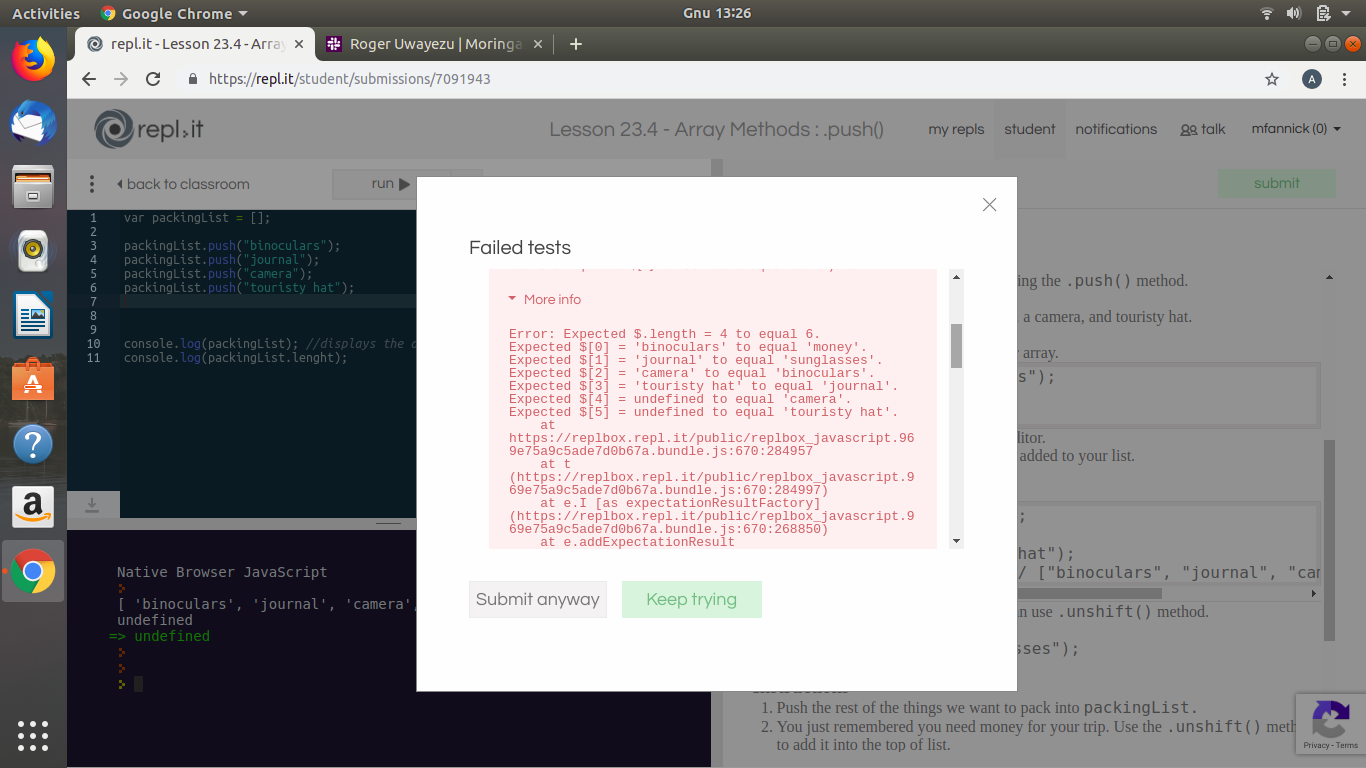 Activities
Google Chrome
Gnu 13:26
repl.it - Lesson 23.4 - Array
Roger Uwayezu | Moringa
https://repl.it/student/submissions/7091943
A
repl.it
Lesson 23.4 - Array Methods : .push()
my repls
student
notifications
talk
mfannick (0)
back to classroom
run
submit
1 var packingList = [];
2
3 packingList.push("binoculars");
4 packingList.push("journal");
5 packingList.push("camera");
6 packingList.push("touristy hat");
7
8
9
10 console.log(packingList); //displays the c
11 console.log(packingList.lenght);
Native Browser JavaScript
[ 'binoculars', 'journal', 'camera',
undefined
=> undefined
Failed tests
More info
Error: Expected $.length = 4 to equal 6.
Expected $[0] = 'binoculars' to equal 'money'.
Expected $[1] = 'journal' to equal 'sunglasses'.
Expected $[2] = 'camera' to equal 'binoculars'.
Expected $[3] = 'touristy hat' to equal 'journal'.
Expected $[4] = undefined to equal 'camera'.
Expected $[5] = undefined to equal 'touristy hat'.
at
https://replbox.repl.it/public/replbox_javascript.96
9e75a9c5ade7d0b67a.bundle.js:670:284957
at t
(https://replbox.repl.it/public/replbox_javascript.9
69e75a9c5ade7d0b67a.bundle.js:670:284997)
at e.I [as expectationResultFactory]
(https://replbox.repl.it/public/replbox_javascript.9
69e75a9c5ade7d0b67a.bundle.js:670:268850)
at e.addExpectationResult
Submit anyway
Keep trying
ing the .push() method.
a camera, and touristy hat.
array.
s");
ditor.
added to your list.
;
hat");
/ ["binoculars", "journal", "cam
n use .unshift() method.
sses");
1. Push the rest of the things we want to pack into packingList.
2. You just remembered you need money for your trip. Use the .unshift() meth
to add it into the top of list.
Privacy - Terms